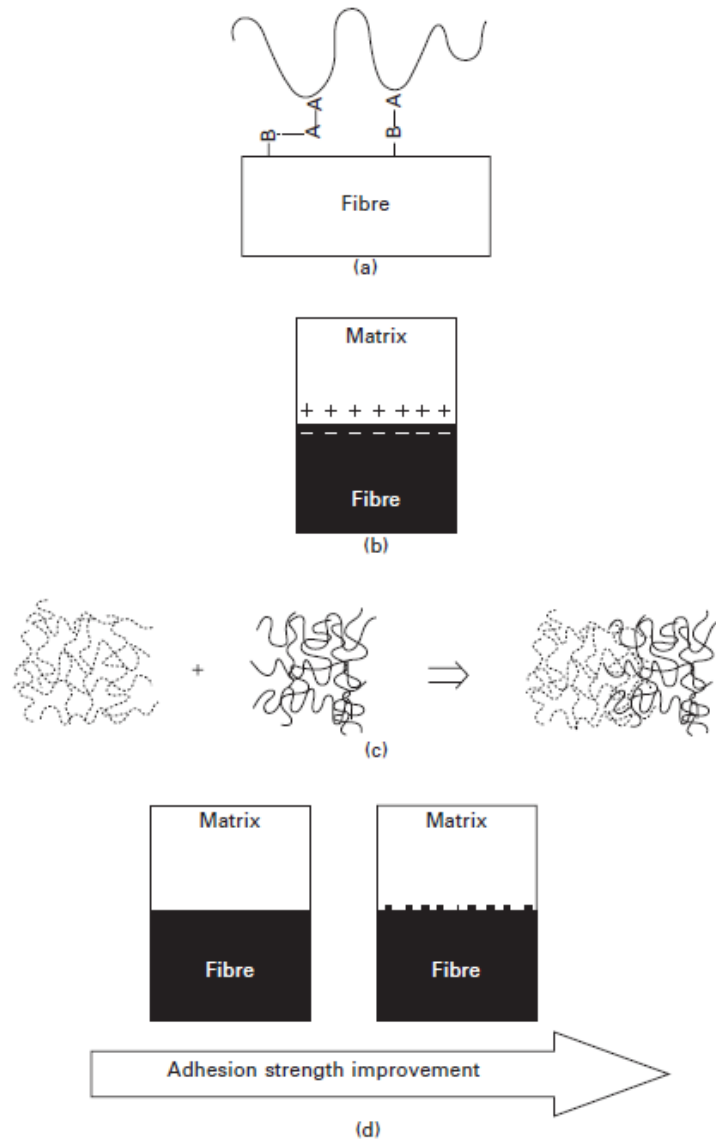 A
A
B
A
B
Fibre
(a)
Matrix
+ + + + + + +
− − − − − − −
Fibre
(b)
+
⇒
(c)
Matrix
Matrix
Fibre
Fibre
Adhesion strength improvement
(d)